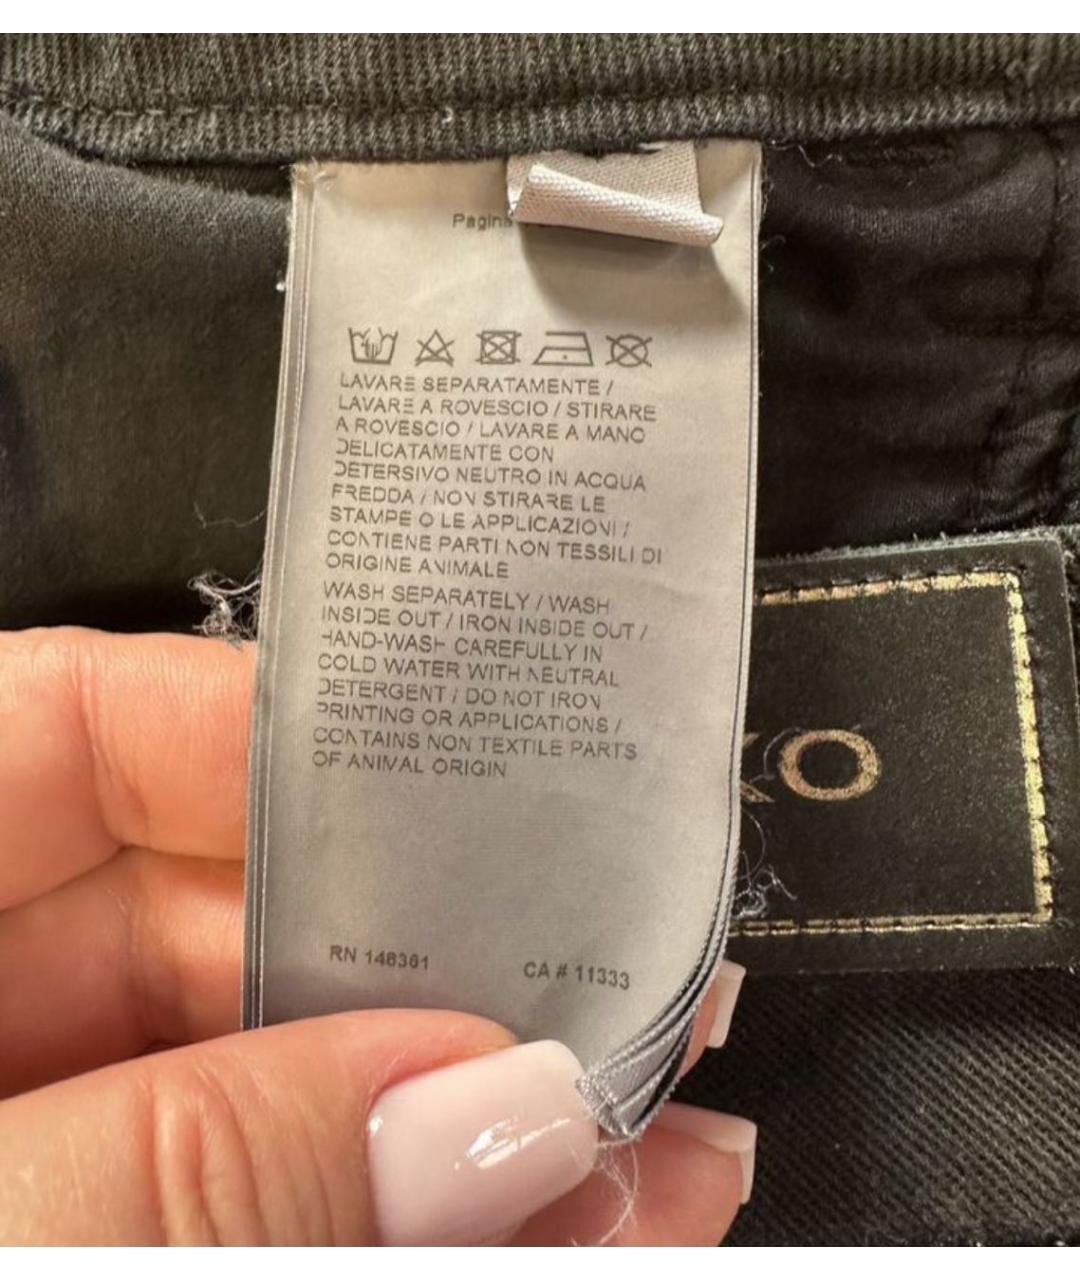 Pagina
LAVARE SEPARATAMENTE /
LAVARE A ROVESCIO / STIRARE
A ROVESCIO / LAVARE A MANO
DELICATAMENTE CON
DETERSIVO NEUTRO IN ACQUA
FREDDA / NON STIRARE LE
STAMPE O LE APPLICAZIONI /
CONTIENE PARTI NON TESSILI DI
ORIGINE ANIMALE
WASH SEPARATELY / WASH
INSIDE OUT / IRON INSIDE OUT /
HAND-WASH CAREFULLY IN
COLD WATER WITH NEUTRAL
DETERGENT / DO NOT IRON
PRINTING OR APPLICATIONS /
CONTAINS NON TEXTILE PARTS
OF ANIMAL ORIGIN
KO
RN 148301
CA # 11333